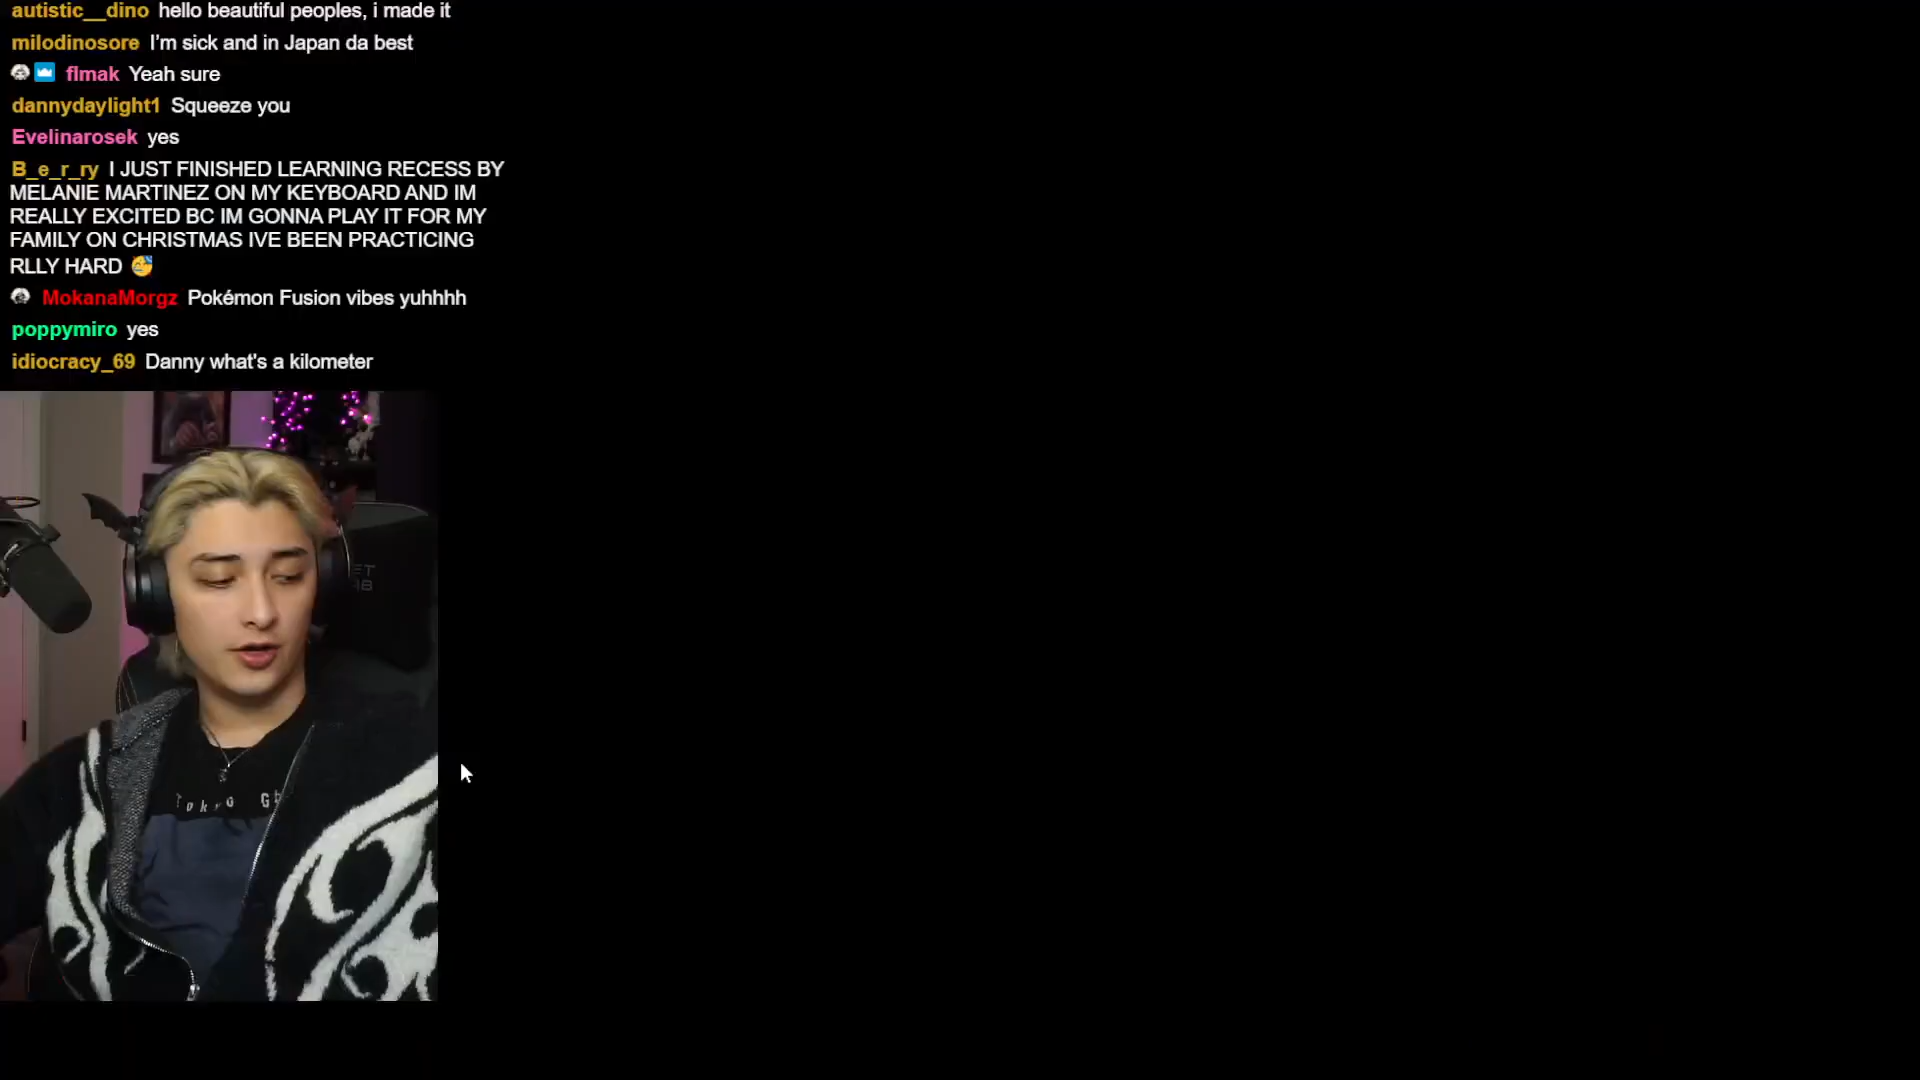 autistic__dino hello beautiful peoples, i made it
milodinosore I'm sick and in Japan da best
flmak Yeah sure
dannydaylight1 Squeeze you
Evelinarosek yes
B_e_r_ry I JUST FINISHED LEARNING RECESS BY
MELANIE MARTINEZ ON MY KEYBOARD AND IM
REALLY EXCITED BC IM GONNA PLAY IT FOR MY
FAMILY ON CHRISTMAS IVE BEEN PRACTICING
RLLY HARD 🥳
MokanaMorgz Pokémon Fusion vibes yuhhhh
poppymiro yes
idiocracy_69 Danny what's a kilometer
Tokyo